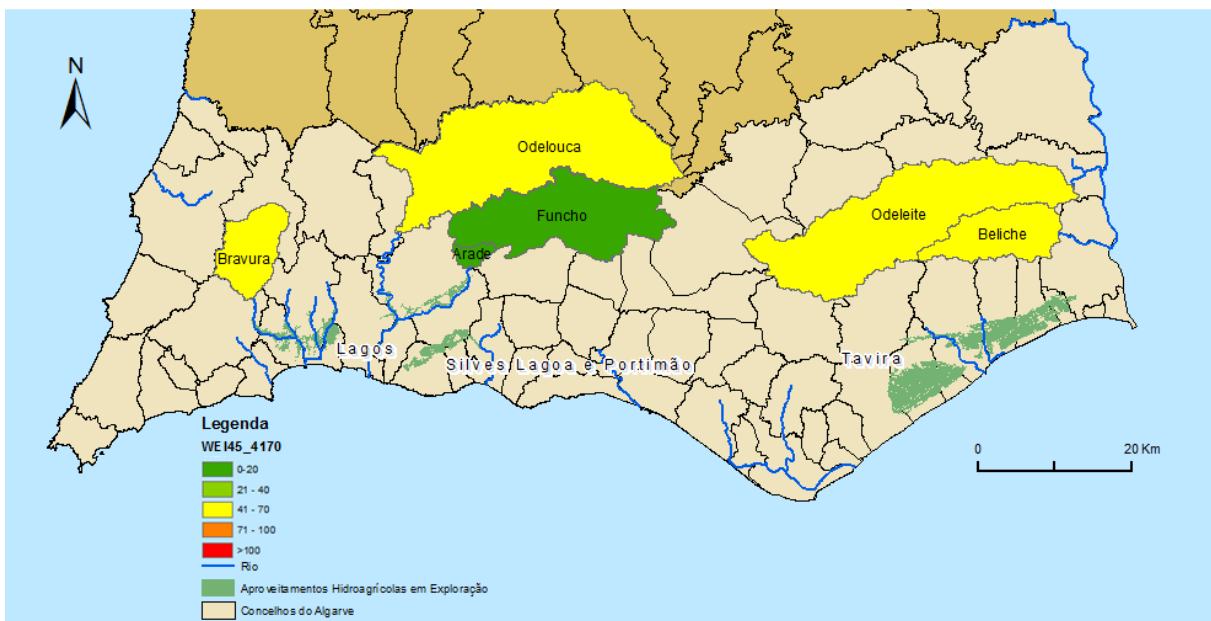 N
Odelouca
Funcho
Arade
Bravura
Odeleite
Beliche
Lagos
Silves, Lagoa e Portimão
Tavira
0 20 Km
Legenda
WEI45_4170
0-20
21 - 40
41 - 70
71 - 100
>100
Rio
Aproveitamentos Hidroagrícolas em Exploração
Concelhos do Algarve